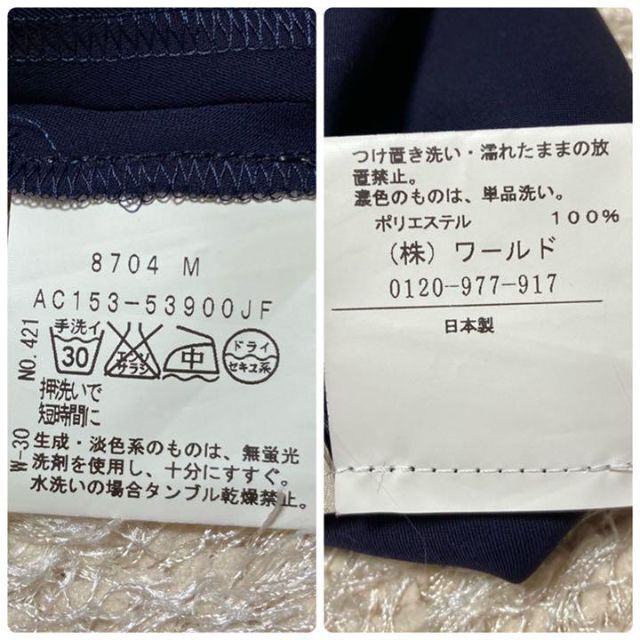 8704 M
AC153-53900JF
NO.421
手洗イ
30
エンソ
サラシ
中
ドライ
セキユ系
押洗いで
短時間に
W-30
生成・淡色系のものは、無蛍光
洗剤を使用し、十分にすすぐ。
水洗いの場合タンブル乾燥禁止。
つけ置き洗い・濡れたままの放
置禁止。
濃色のものは、単品洗い。
ポリエステル 100%
(株)ワールド
0120-977-917
日本製